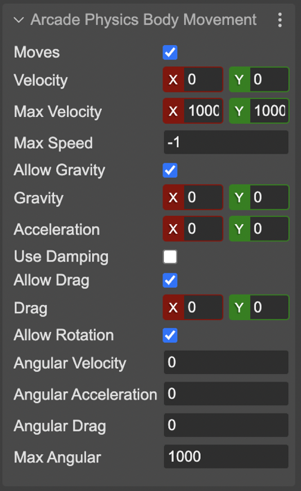 Arcade Physics Body Movement
Moves
Velocity X 0 Y 0
Max Velocity X 1000 Y 1000
Max Speed -1
Allow Gravity
Gravity X 0 Y 0
Acceleration X 0 Y 0
Use Damping
Allow Drag
Drag X 0 Y 0
Allow Rotation
Angular Velocity 0
Angular Acceleration 0
Angular Drag 0
Max Angular 1000